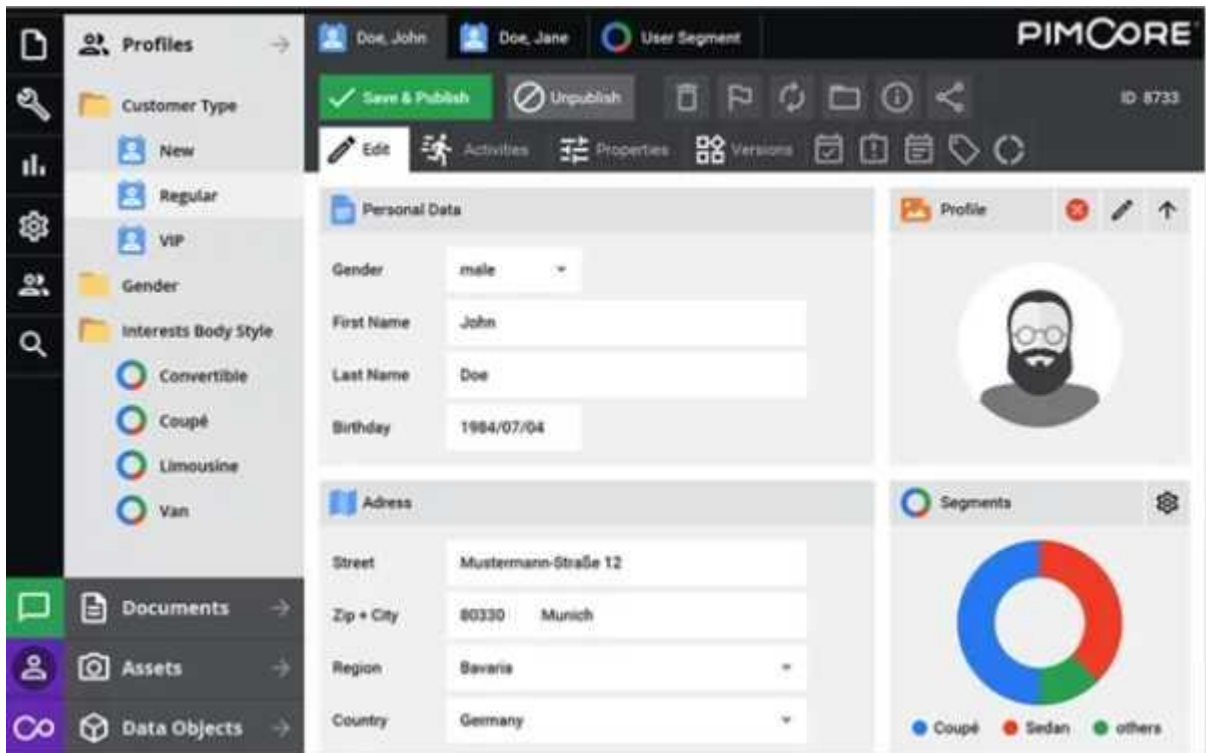 Profiles
Doe, John
Doe, Jane
User Segment
PIMCORE
Save & Publish
Unpublish
ID 8733
Edit
Activities
Properties
Versions
Customer Type
New
Regular
VIP
Gender
Interests Body Style
Convertible
Coupé
Limousine
Van
Documents
Assets
Data Objects
Personal Data
Gender male
First Name John
Last Name Doe
Birthday 1984/07/04
Adress
Street Mustermann-Straße 12
Zip + City 80330 Munich
Region Bavaria
Country Germany
Profile
Segments
Coupé Sedan others